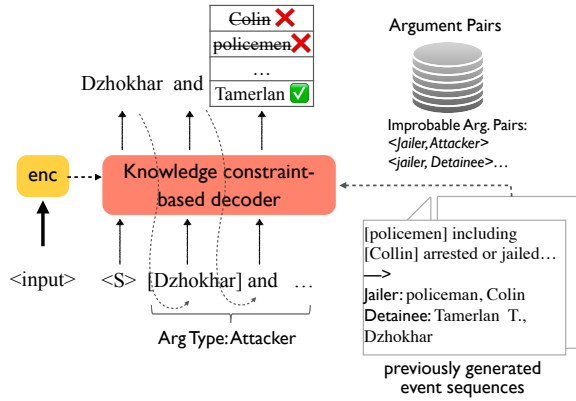 Colin
policemen
…
Tamerlan
Dzhokhar and
Argument Pairs
Improbable Arg. Pairs:
<Jailer, Attacker>
<jailer, Detainee>…
enc
Knowledge constraint-
based decoder
<input>
<S> [Dzhokhar] and …
Arg Type: Attacker
[policemen] including
[Collin] arrested or jailed…
—>
Jailer: policeman, Colin
Detainee: Tamerlan T.,
Dzhokhar
previously generated
event sequences